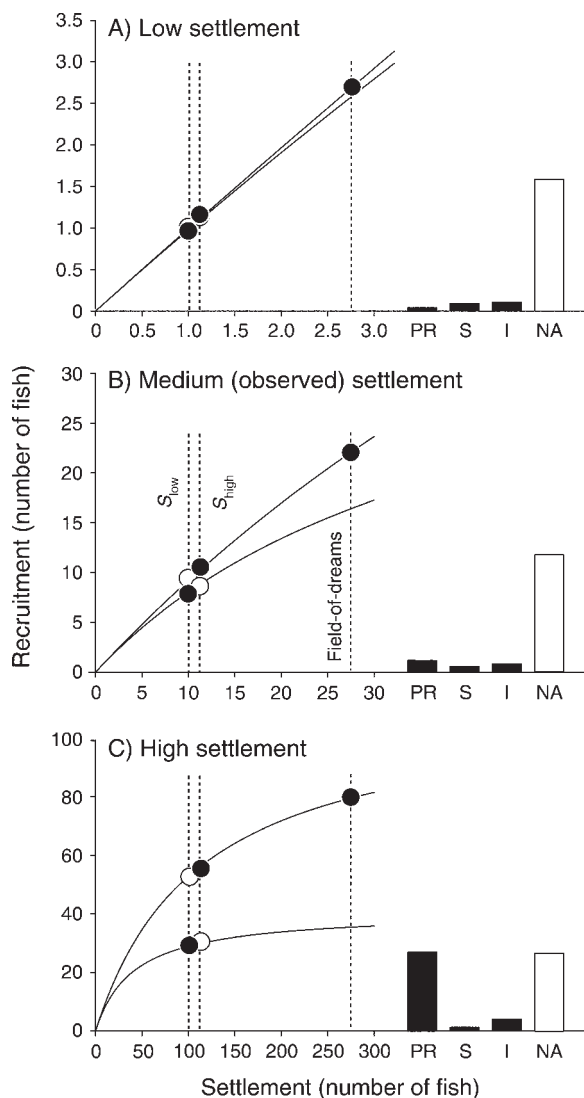 A) Low settlement
3.5
3.0
2.5
2.0
1.5
1.0
0.5
0
0 0.5 1.0 1.5 2.0 2.5 3.0 PR S I NA
Recruitment (number of fish)
B) Medium (observed) settlement
30
25
20
15
10
5
0
S_low
S_high
Field-of-dreams
0 5 10 15 20 25 30 PR S I NA
C) High settlement
100
80
60
40
20
0
0 50 100 150 200 250 300 PR S I NA
Settlement (number of fish)